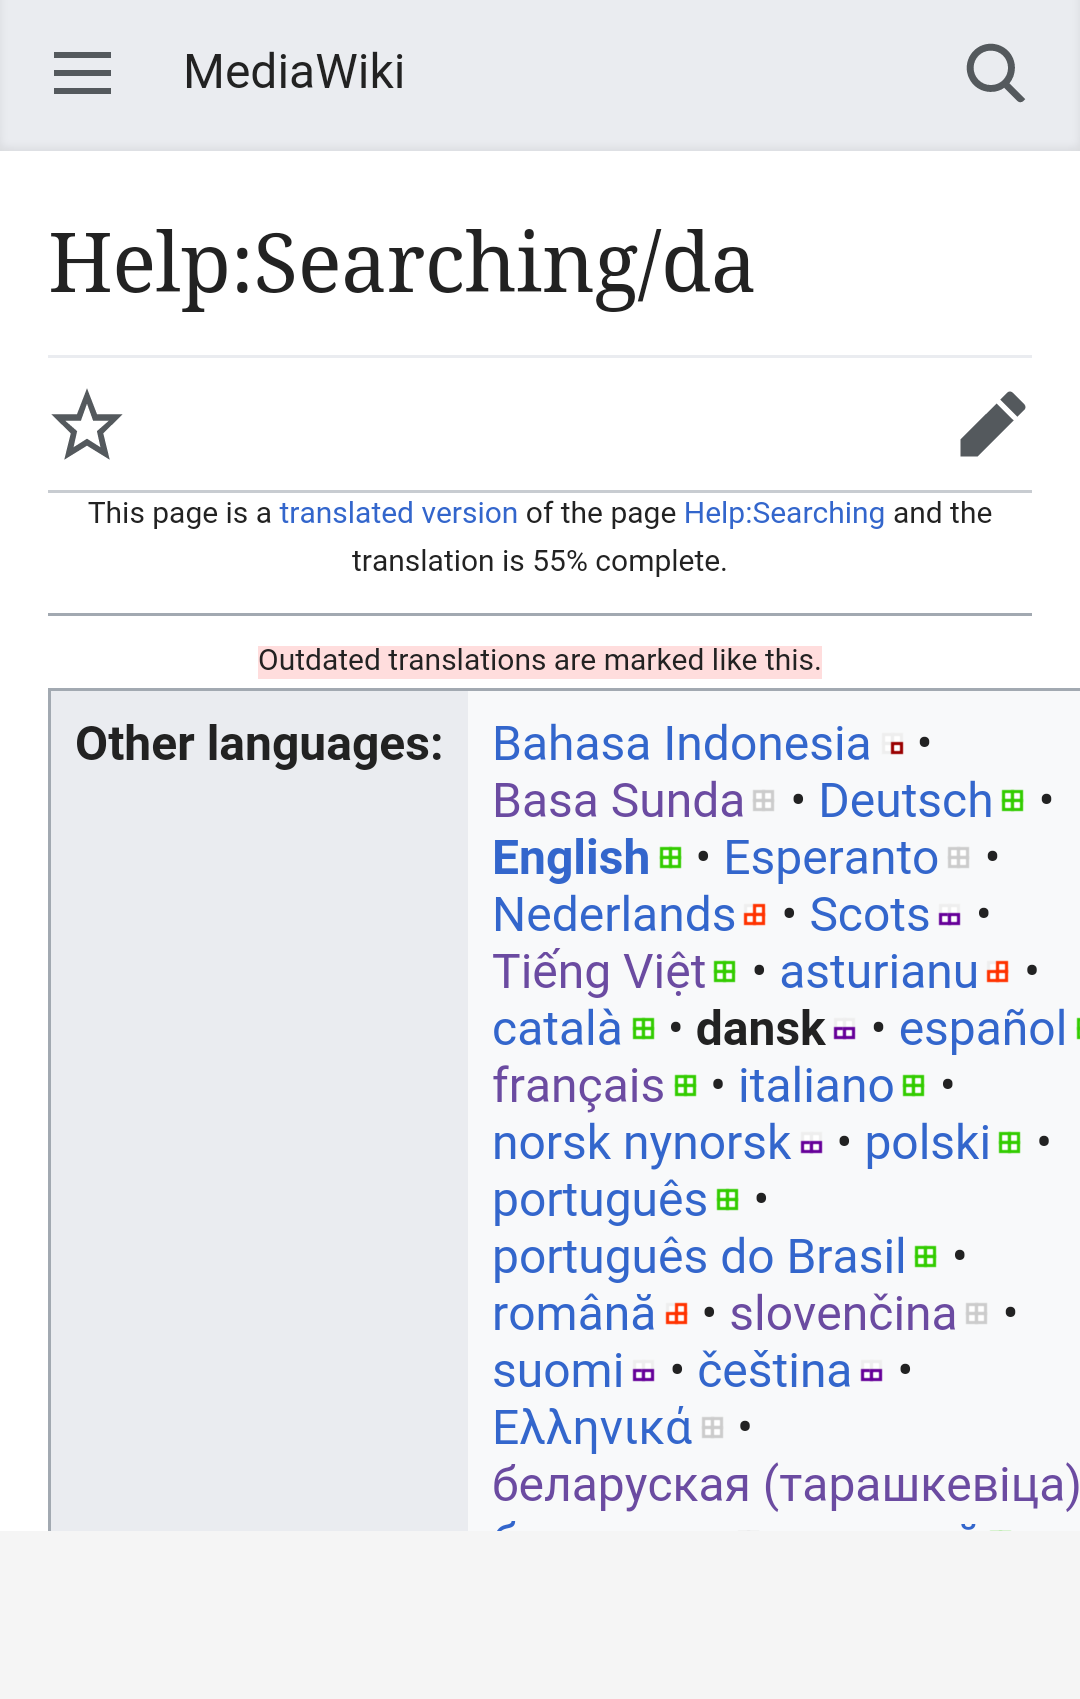 MediaWiki
Help:Searching/da
This page is a translated version of the page Help:Searching and the
translation is 55% complete.
Outdated translations are marked like this.
Other languages:
Bahasa Indonesia •
Basa Sunda • Deutsch •
English • Esperanto •
Nederlands • Scots •
Tiếng Việt • asturianu •
català • dansk • español
français • italiano •
norsk nynorsk • polski •
português •
português do Brasil •
română • slovenčina •
suomi • čeština •
Ελληνικά •
беларуская (тарашкевіца)